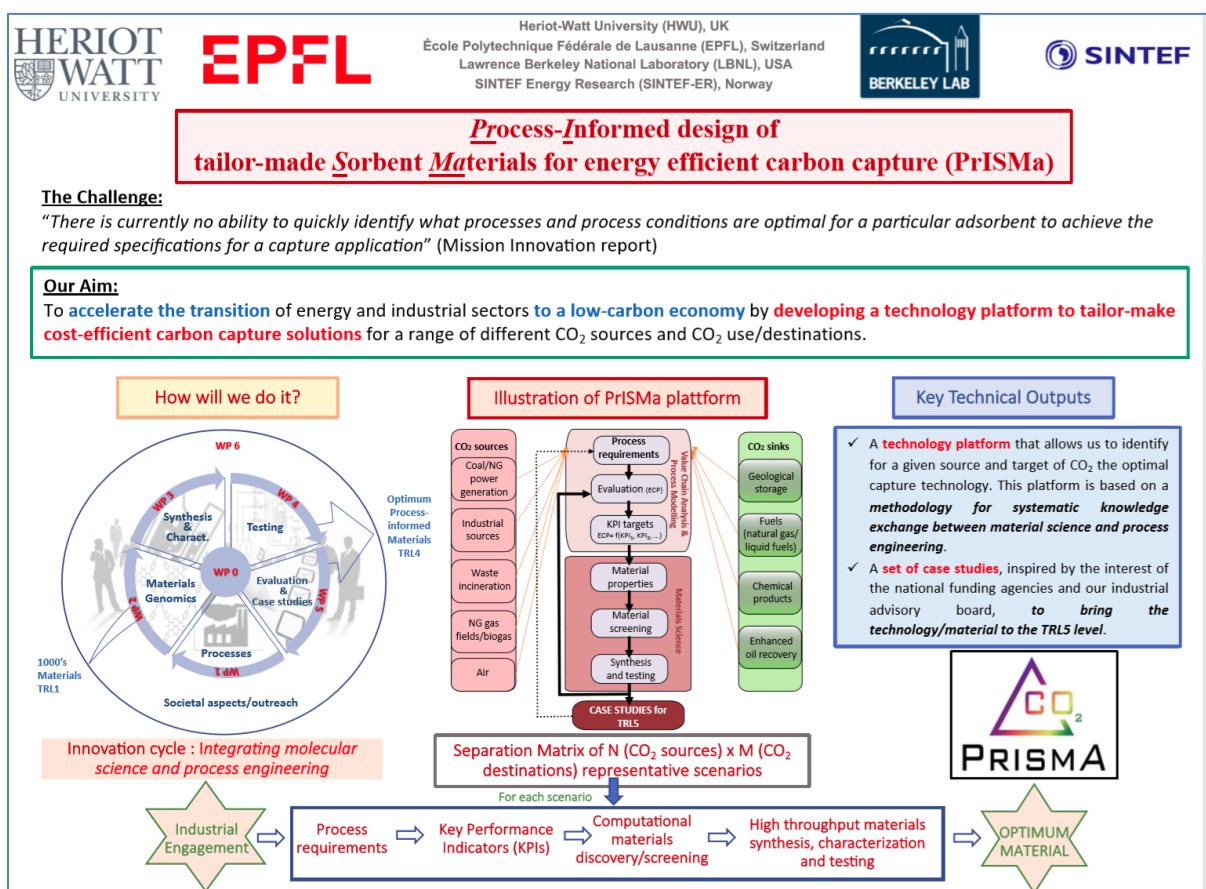 HERIOT
WATT
UNIVERSITY
EPFL
Heriot-Watt University (HWU), UK
École Polytechnique Fédérale de Lausanne (EPFL), Switzerland
Lawrence Berkeley National Laboratory (LBNL), USA
SINTEF Energy Research (SINTEF-ER), Norway
BERKELEY LAB
SINTEF
Process-Informed design of
tailor-made Sorbent Materials for energy efficient carbon capture (PrISMa)
The Challenge:
“There is currently no ability to quickly identify what processes and process conditions are optimal for a particular adsorbent to achieve the
required specifications for a capture application” (Mission Innovation report)
Our Aim:
To accelerate the transition of energy and industrial sectors to a low-carbon economy by developing a technology platform to tailor-make
cost-efficient carbon capture solutions for a range of different CO₂ sources and CO₂ use/destinations.
How will we do it?
WP 6
WP 3
WP 4
Synthesis
& Charact.
Testing
Optimum
Process-
informed
Materials
TRL4
WP 0
Materials
Genomics
Evaluation
&
Case studies
WP 2
WP 5
Processes
WP 1
1000's
Materials
TRL1
Societal aspects/outreach
Innovation cycle : Integrating molecular
science and process engineering
Illustration of PrISMa plattform
CO₂ sources
Coal/NG
power
generation
Industrial
sources
Waste
incineration
NG gas
fields/biogas
Air
Process
requirements
Evaluation (ECP)
KPI targets
ECP= f(KPI₁, KPI₂, ...)
Value Chain Analysis &
Process Modelling
Material
properties
Material
screening
Synthesis
and testing
Materials Science
CASE STUDIES for
TRL5
CO₂ sinks
Geological
storage
Fuels
(natural gas/
liquid fuels)
Chemical
products
Enhanced
oil recovery
Separation Matrix of N (CO₂ sources) x M (CO₂
destinations) representative scenarios
Key Technical Outputs
✓ A technology platform that allows us to identify
for a given source and target of CO₂ the optimal
capture technology. This platform is based on a
methodology for systematic knowledge
exchange between material science and process
engineering.
✓ A set of case studies, inspired by the interest of
the national funding agencies and our industrial
advisory board, to bring the
technology/material to the TRL5 level.
CO₂
PRISMA
For each scenario
Industrial
Engagement
Process
requirements
Key Performance
Indicators (KPIs)
Computational
materials
discovery/screening
High throughput materials
synthesis, characterization
and testing
OPTIMUM
MATERIAL